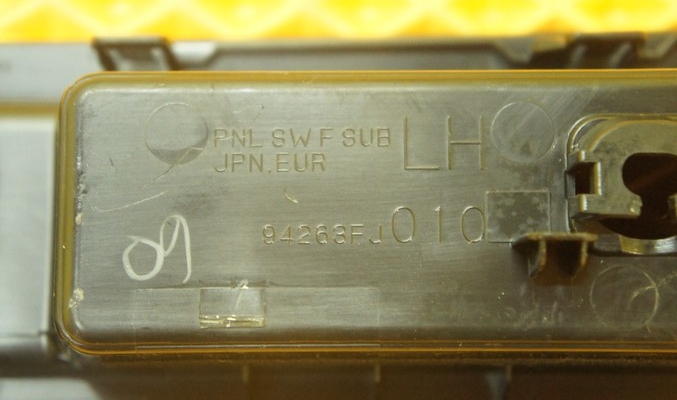 PNL SW F SUB LH
JPN.EUR
94263FJ010
09